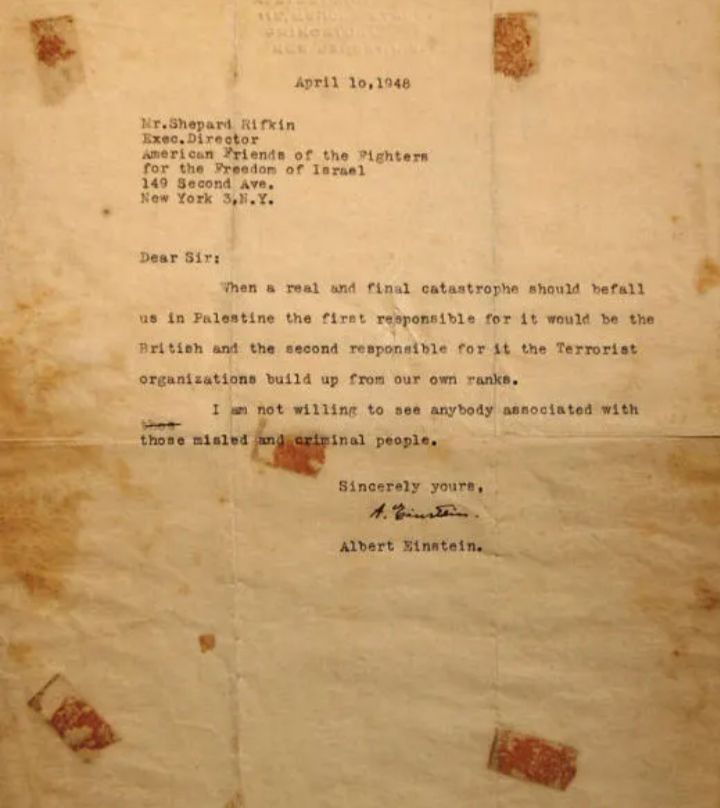 PRINCETON
April 1o,1948
Mr.Shepard Rifkin
Exec.Director
American Friends of the Fighters
for the Freedom of Israel
149 Second Ave.
New York 3,N.Y.
Dear Sir:
When a real and final catastrophe should befall
us in Palestine the first responsible for it would be the
British and the second responsible for it the Terrorist
organizations build up from our own ranks.
I am not willing to see anybody associated with
those misled and criminal people.
Sincerely yours,
A. Einstein.
Albert Einstein.